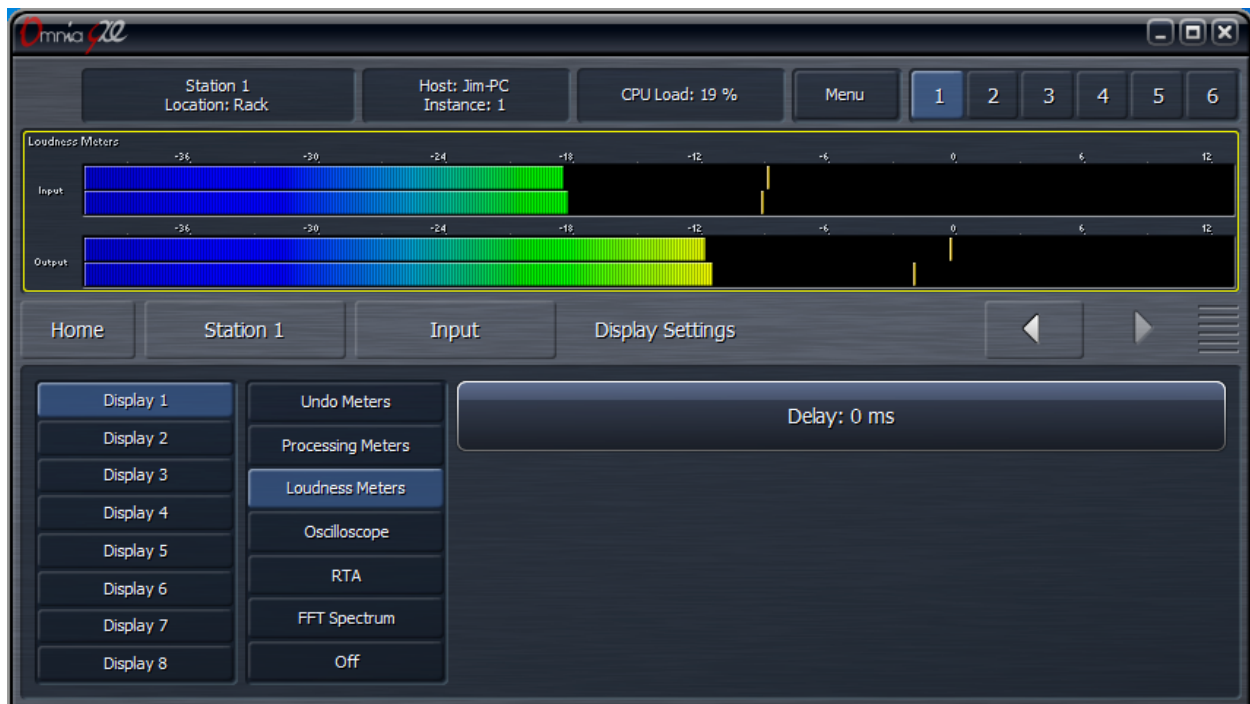 Omnia 9XE
Station 1
Location: Rack
Host: Jim-PC
Instance: 1
CPU Load: 19 %
Menu
1 2 3 4 5 6
Loudness Meters
-36 -30 -24 -18 -12 -6 0 6 12
Input
-36 -30 -24 -18 -12 -6 0 6 12
Output
Home Station 1 Input Display Settings
Display 1
Display 2
Display 3
Display 4
Display 5
Display 6
Display 7
Display 8
Undo Meters
Processing Meters
Loudness Meters
Oscilloscope
RTA
FFT Spectrum
Off
Delay: 0 ms